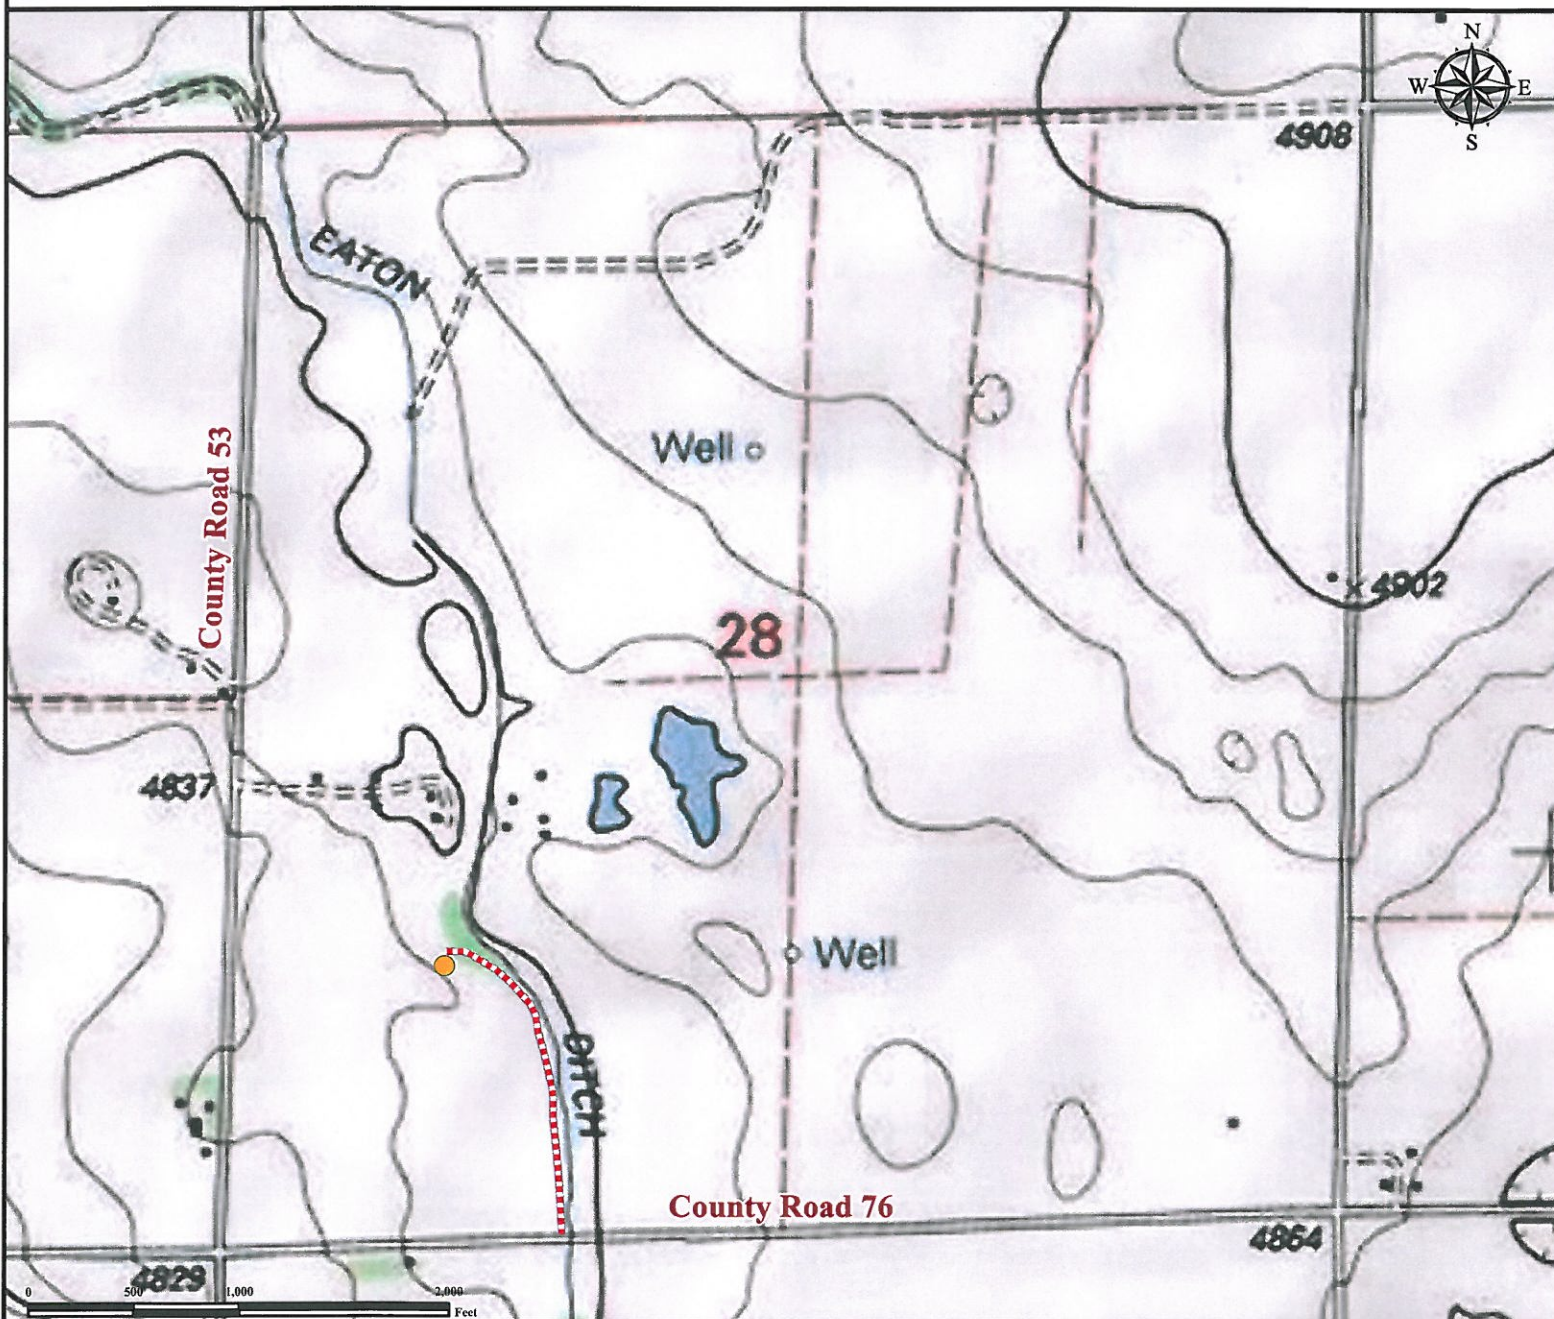 N
W E
S
4908
EATON
County Road 53
Well
4902
28
4837
Well
DITCH
County Road 76
4864
4829
0 500 1,000 2,000
Feet